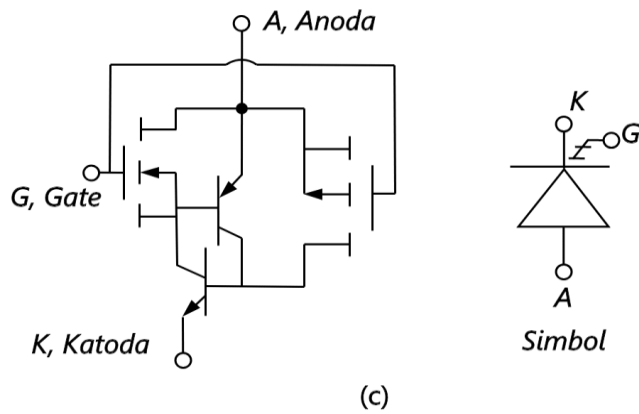 A, Anoda
K
G
G, Gate
A
K, Katoda
Simbol
(c)